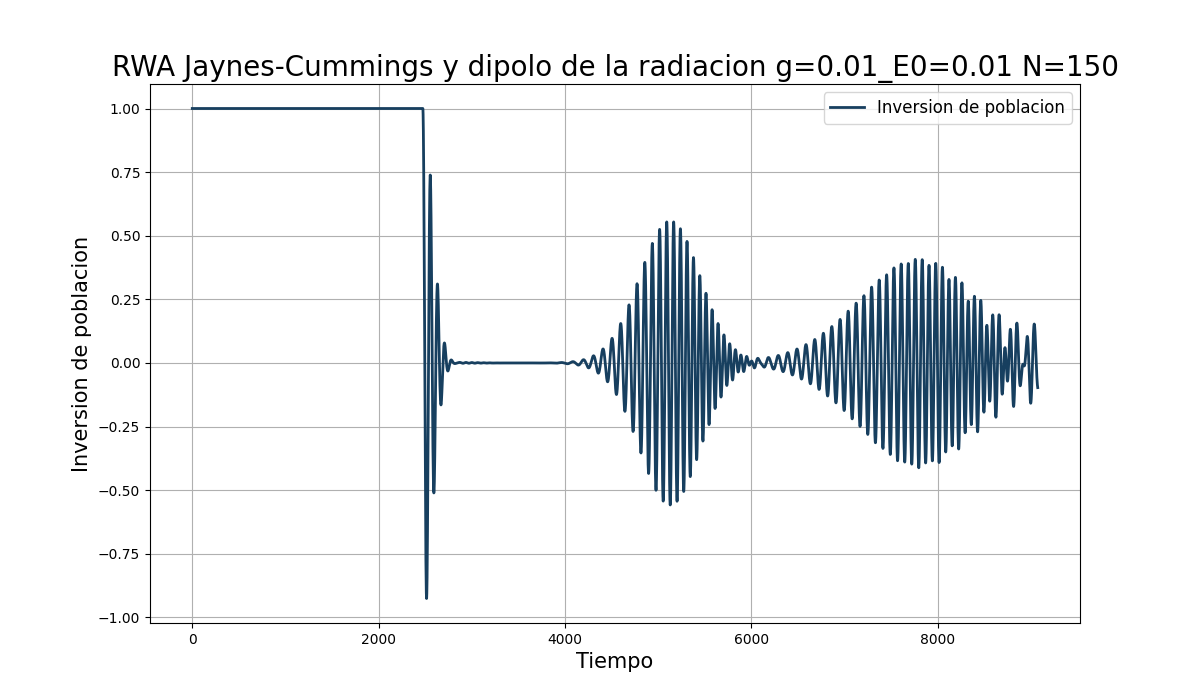 RWA Jaynes-Cummings y dipolo de la radiacion g=0.01_E0=0.01 N=150
Inversion de poblacion
1.00
0.75
0.50
0.25
0.00
−0.25
−0.50
−0.75
−1.00
Inversion de poblacion
0 2000 4000 6000 8000
Tiempo